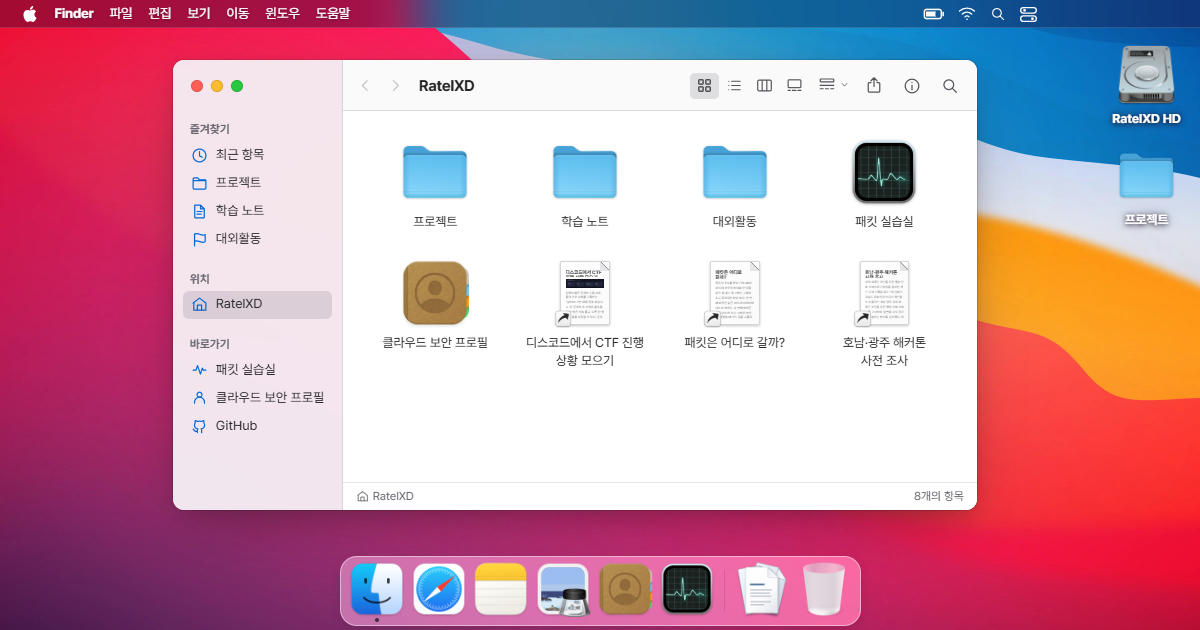 Finder 파일 편집 보기 이동 윈도우 도움말
RatelXD HD
프로젝트
RatelXD
즐겨찾기
최근 항목
프로젝트
학습 노트
대외활동
위치
RatelXD
바로가기
패킷 실습실
클라우드 보안 프로필
GitHub
프로젝트
학습 노트
대외활동
패킷 실습실
클라우드 보안 프로필
디스코드에서 CTF 진행
상황 모으기
패킷은 어디로 갈까?
호남·광주 해커톤
사전 조사
RatelXD
8개의 항목